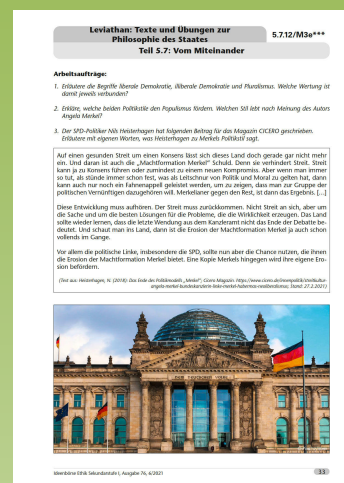 Leviathan: Texte und Übungen zur
Philosophie des Staates
5.7.12/M3e***
Teil 5.7: Vom Miteinander
Arbeitsaufträge:
1. Erläutere die Begriffe liberale Demokratie, illiberale Demokratie und Pluralismus. Welche Wertung ist
damit jeweils verbunden?
2. Erkläre, welche beiden Politikstile den Populismus fördern. Welchen Stil lebt nach Meinung des Autors
Angela Merkel?
3. Der SPD-Politiker Nils Heisterhagen hat folgenden Beitrag für das Magazin CICERO geschrieben.
Erläutere mit eigenen Worten, was Heisterhagen zu Merkels Politikstil sagt.
Auf einen gesunden Streit um einen Konsens lässt sich dieses Land doch gerade gar nicht mehr
ein. Und daran ist auch die „Machtformation Merkel" Schuld. Denn sie verhindert Streit. Streit
kann ja zu Konsens führen oder zumindest zu einem neuen Kompromiss. Aber wenn man immer
so tut, als stünde immer schon fest, was als Leitschnur von Politik und Moral zu gelten hat, dann
kann auch nur noch ein Fahnenappell geleistet werden, um zu zeigen, dass man zur Gruppe der
politischen Vernünftigen dazugehören will. Merkelianer gegen den Rest, ist dann das Ergebnis. [...]
Diese Entwicklung muss aufhören. Der Streit muss zurückkommen. Nicht Streit an sich, aber um
die Sache und um die besten Lösungen für die Probleme, die die Wirklichkeit erzeugen. Das Land
sollte wieder lernen, dass die letzte Wendung aus dem Kanzleramt nicht das Ende der Debatte be-
deutet. Und schaut man ins Land, dann ist die Erosion der Machtformation Merkel ja auch schon
vollends im Gange.
Vor allem die politische Linke, insbesondere die SPD, sollte nun aber die Chance nutzen, die ihnen
die Erosion der Machtformation Merkel bietet. Eine Kopie Merkels hingegen wird ihre eigene Ero-
sion befördern.
[Text aus: Heisterhagen, N. (2018): Das Ende des Politikmodells „Merkel", Cicero Magazin.
Stand: 27.2.2021]
DEM DEUTSCHEN VOLKE
Ideenbörse Ethik Sekundarstufe I, Ausgabe 76, 6/2021
33